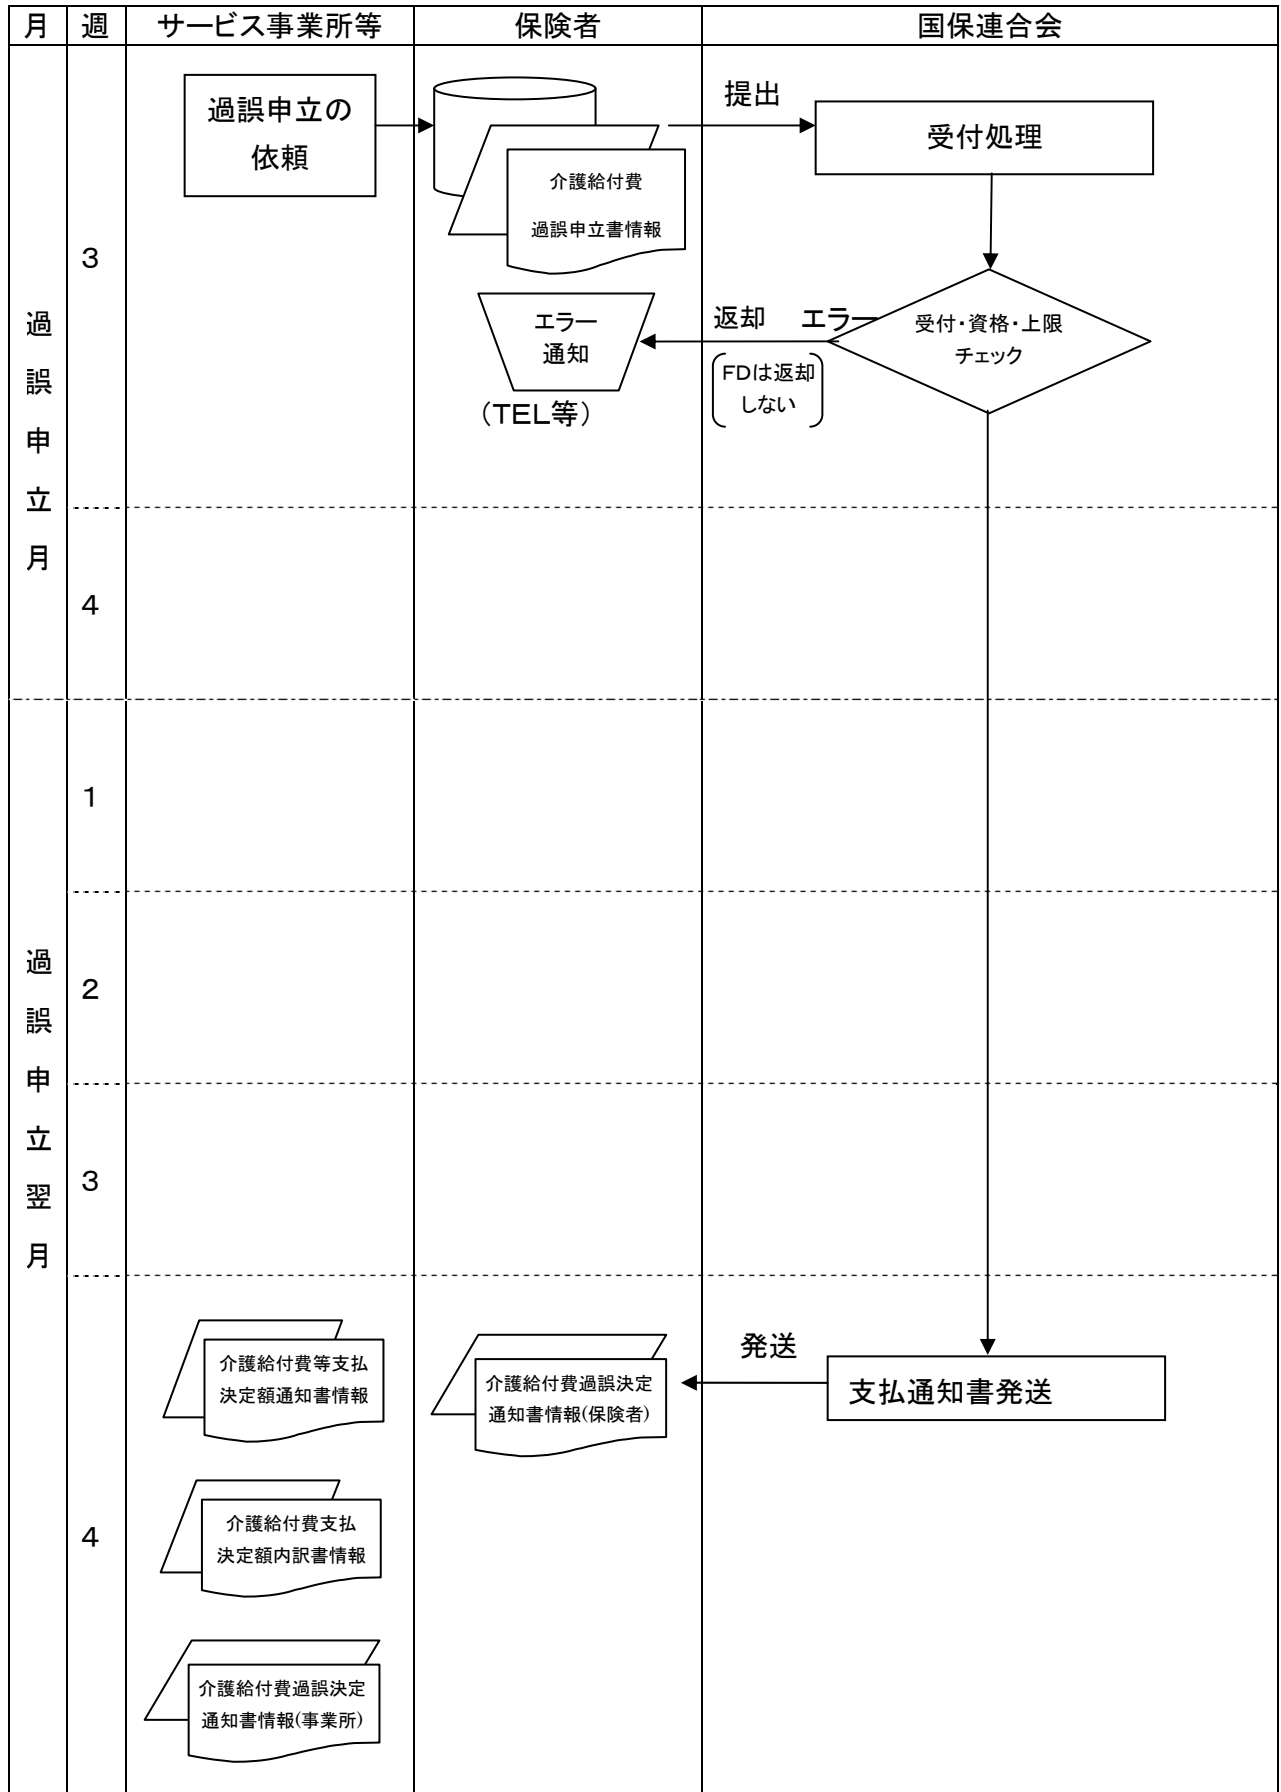 月 週 サービス事業所等 保険者 国保連合会
過誤申立月
3
過誤申立の
依頼
介護給付費
過誤申立書情報
提出
受付処理
受付・資格・上限
チェック
返却 エラー
FDは返却
しない
エラー
通知
（TEL等）
4
過誤申立翌月
1
2
3
4
介護給付費等支払
決定額通知書情報
介護給付費過誤決定
通知書情報(保険者)
発送
支払通知書発送
介護給付費支払
決定額内訳書情報
介護給付費過誤決定
通知書情報(事業所)